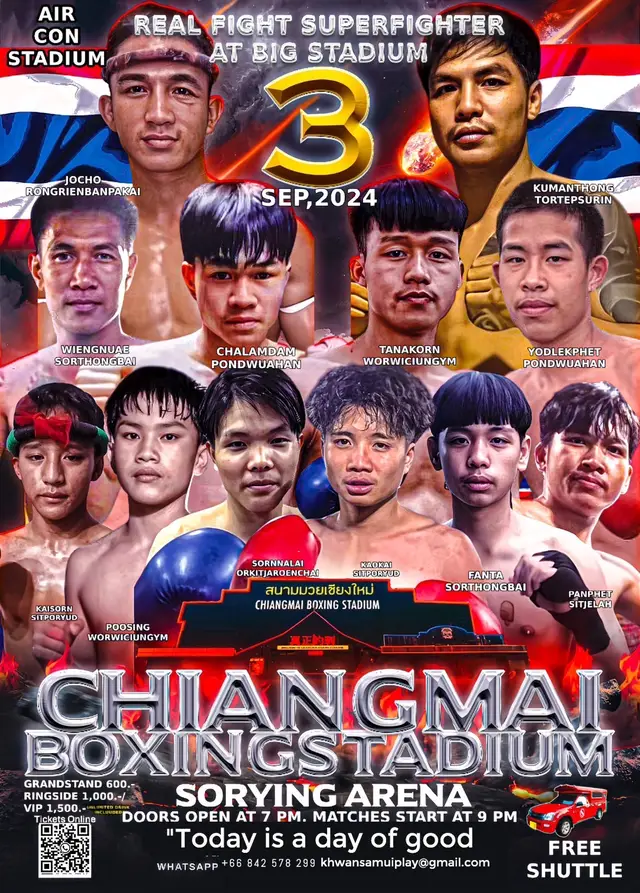 AIR
CON
STADIUM
REAL FIGHT SUPERFIGHTER
AT BIG STADIUM
3
SEP,2024
JOCHO
RONGRIENBANPAKAI
KUMANTHONG
TORTEPSURIN
WIENGNUAE
SORTHONGBAI
CHALAMDAM
PONDWUAHAN
TANAKORN
WORWICIUNGYM
YODLEKPHET
PONDWUAHAN
KAISORN
SITPORYUD
POOSING
WORWICIUNGYM
SORNNALAI
ORKITJAROENCHAI
KAOKAI
SITPORYUD
FANTA
SORTHONGBAI
PANPHET
SITJELAH
สนามมวยเชียงใหม่
CHIANGMAI BOXING STADIUM
CHIANGMAI
BOXINGSTADIUM
GRANDSTAND 600.-
RINGSIDE 1,000.-/
VIP 1,500.-
UNLIMITED DRINK
Tickets Online
SORYING ARENA
DOORS OPEN AT 7 PM. MATCHES START AT 9 PM
"Today is a day of good
WHATSAPP +66 842 578 299 khwansamuiplay@gmail.com
FREE
SHUTTLE